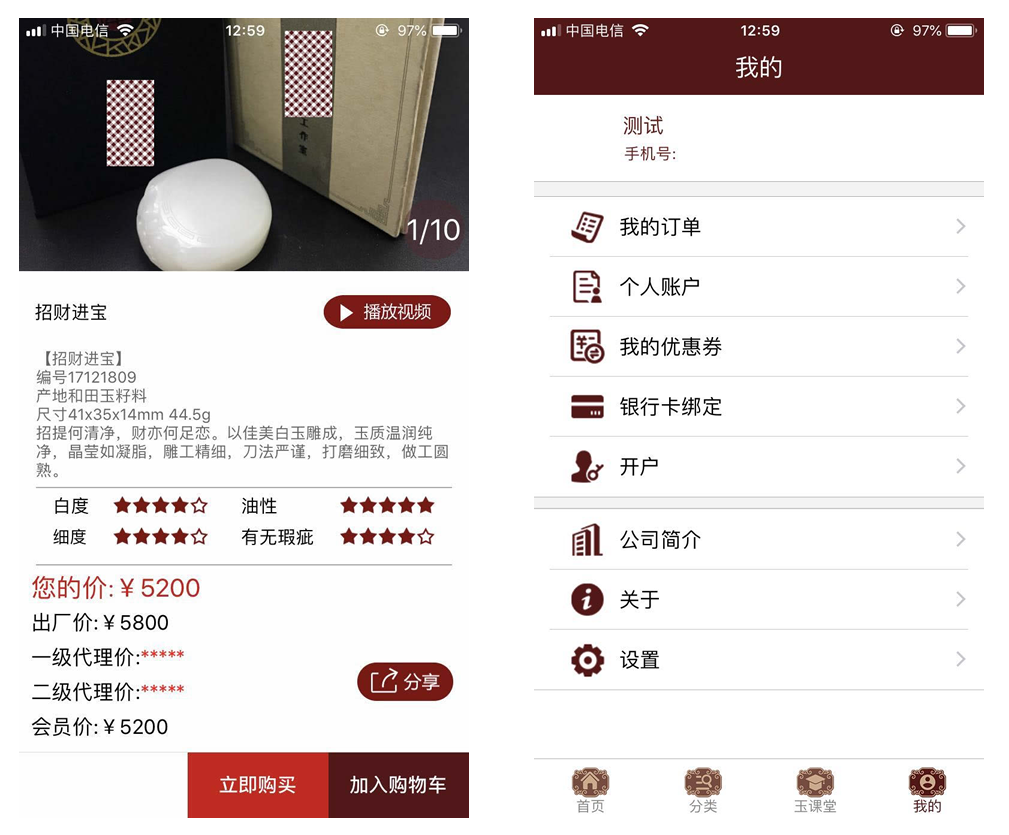 中国电信
12:59
97%
工作室
1/10
招财进宝
播放视频
【招财进宝】
编号17121809
产地和田玉籽料
尺寸41x35x14mm 44.5g
招提何清净，财亦何足恋。以佳美白玉雕成，玉质温润纯
净，晶莹如凝脂，雕工精细，刀法严谨，打磨细致，做工圆
熟。
白度
油性
细度
有无瑕疵
您的价:￥5200
出厂价:￥5800
一级代理价:*****
二级代理价:*****
分享
会员价:￥5200
立即购买
加入购物车
中国电信
12:59
97%
我的
测试
手机号:
我的订单
个人账户
我的优惠券
银行卡绑定
开户
公司简介
关于
设置
首页
分类
玉课堂
我的